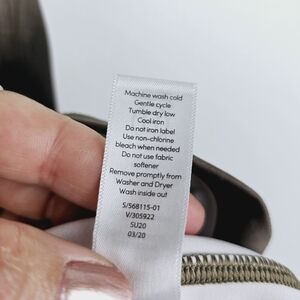 Machine wash cold
Gentle cycle
Tumble dry low
Cool iron
Do not iron label
Use non-chlorine
bleach when needed
Do not use fabric
softener
Remove promptly from
Washer and Dryer
Wash inside out
S/568115-01
V/305922
SU20
03/20